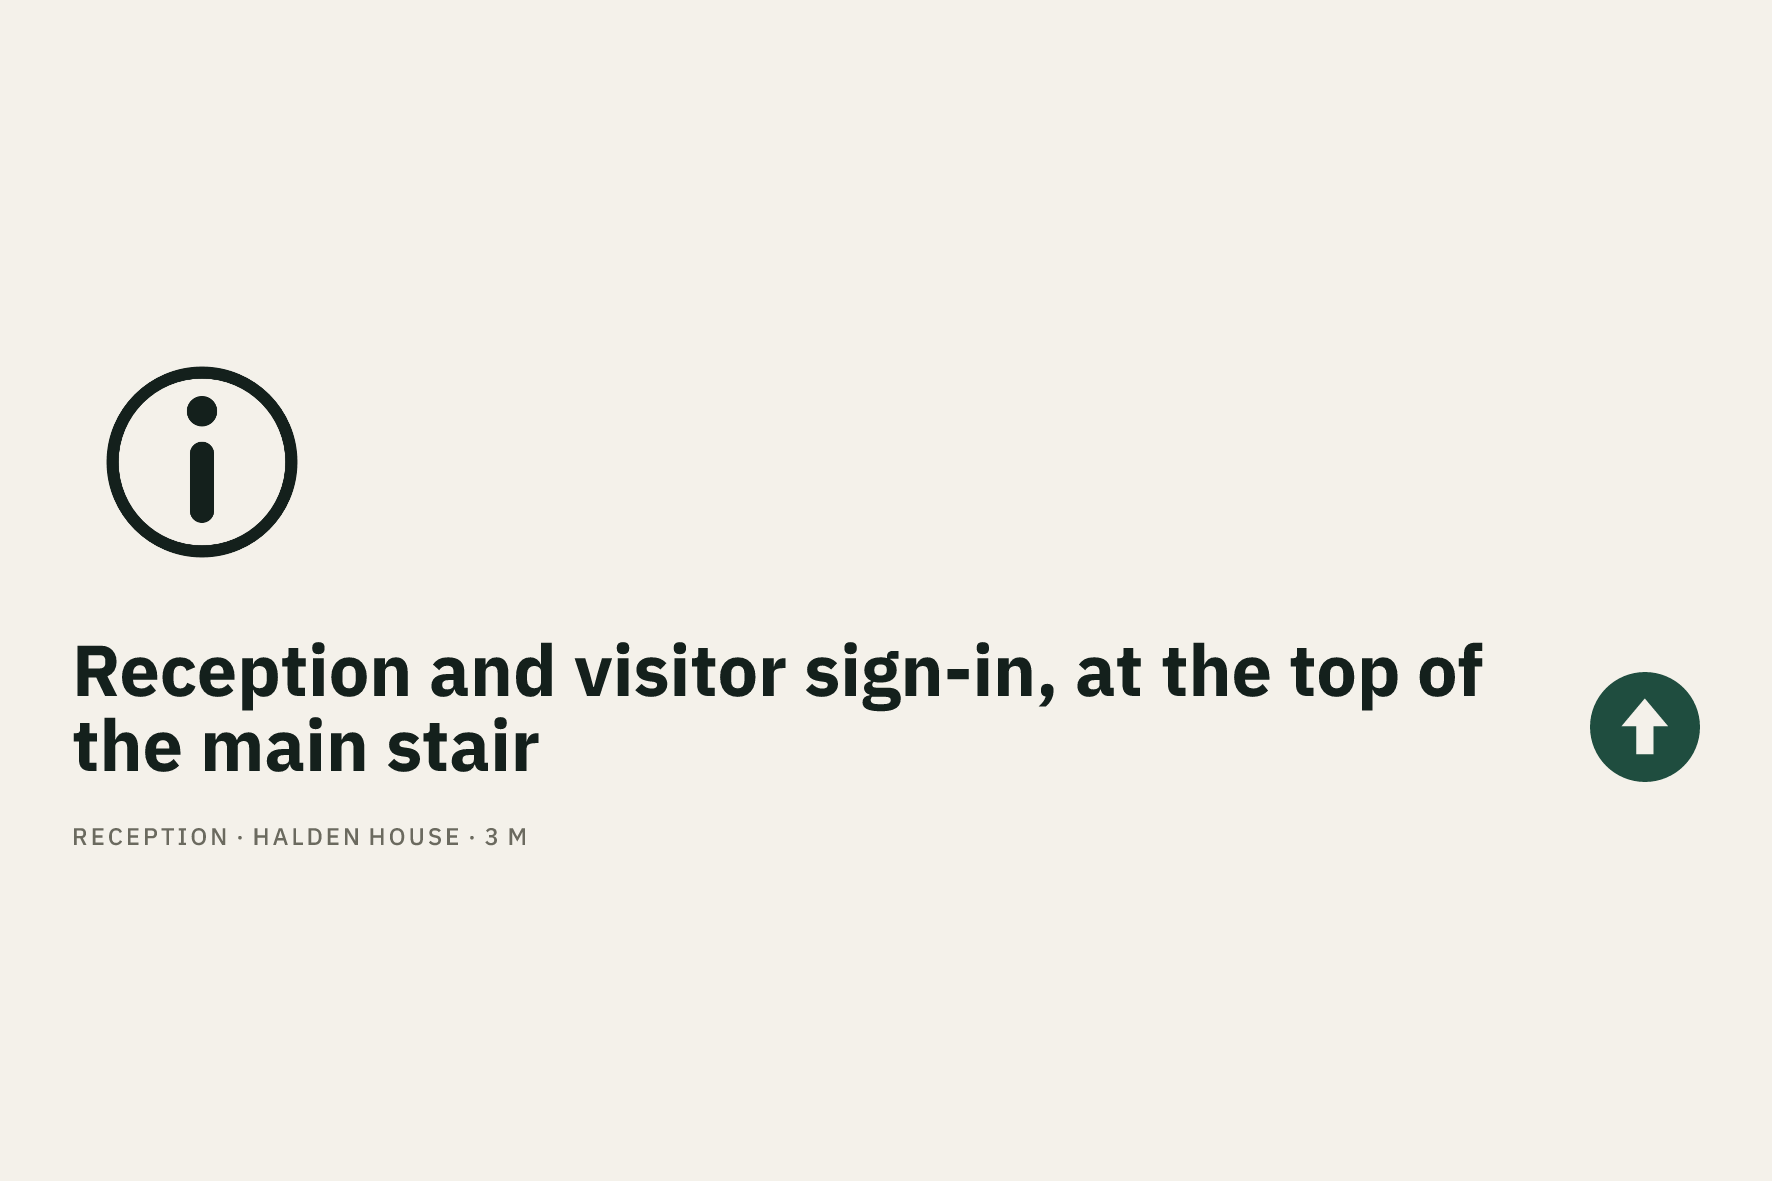 Reception and visitor sign-in, at the top of
the main stair
RECEPTION · HALDEN HOUSE · 3 M